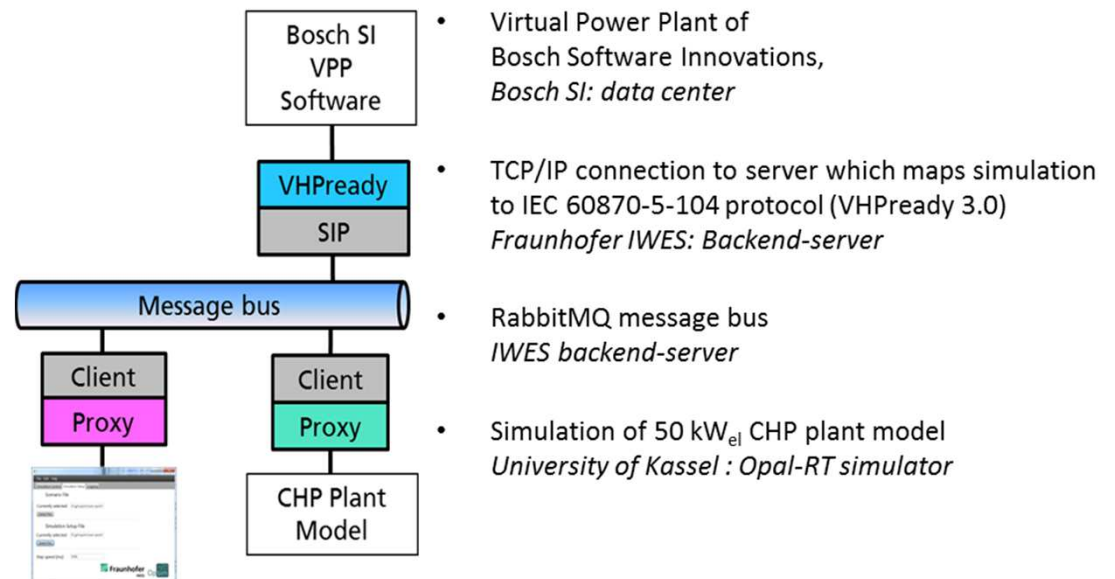 Bosch SI
VPP
Software
VHPready
SIP
Message bus
Client
Proxy
Client
Proxy
CHP Plant
Model
Scenario File
Currently selected
Simulation Setup File
Currently selected
Fraunhofer
• Virtual Power Plant of
Bosch Software Innovations,
Bosch SI: data center
• TCP/IP connection to server which maps simulation
to IEC 60870-5-104 protocol (VHPready 3.0)
Fraunhofer IWES: Backend-server
• RabbitMQ message bus
IWES backend-server
• Simulation of 50 kWel CHP plant model
University of Kassel : Opal-RT simulator